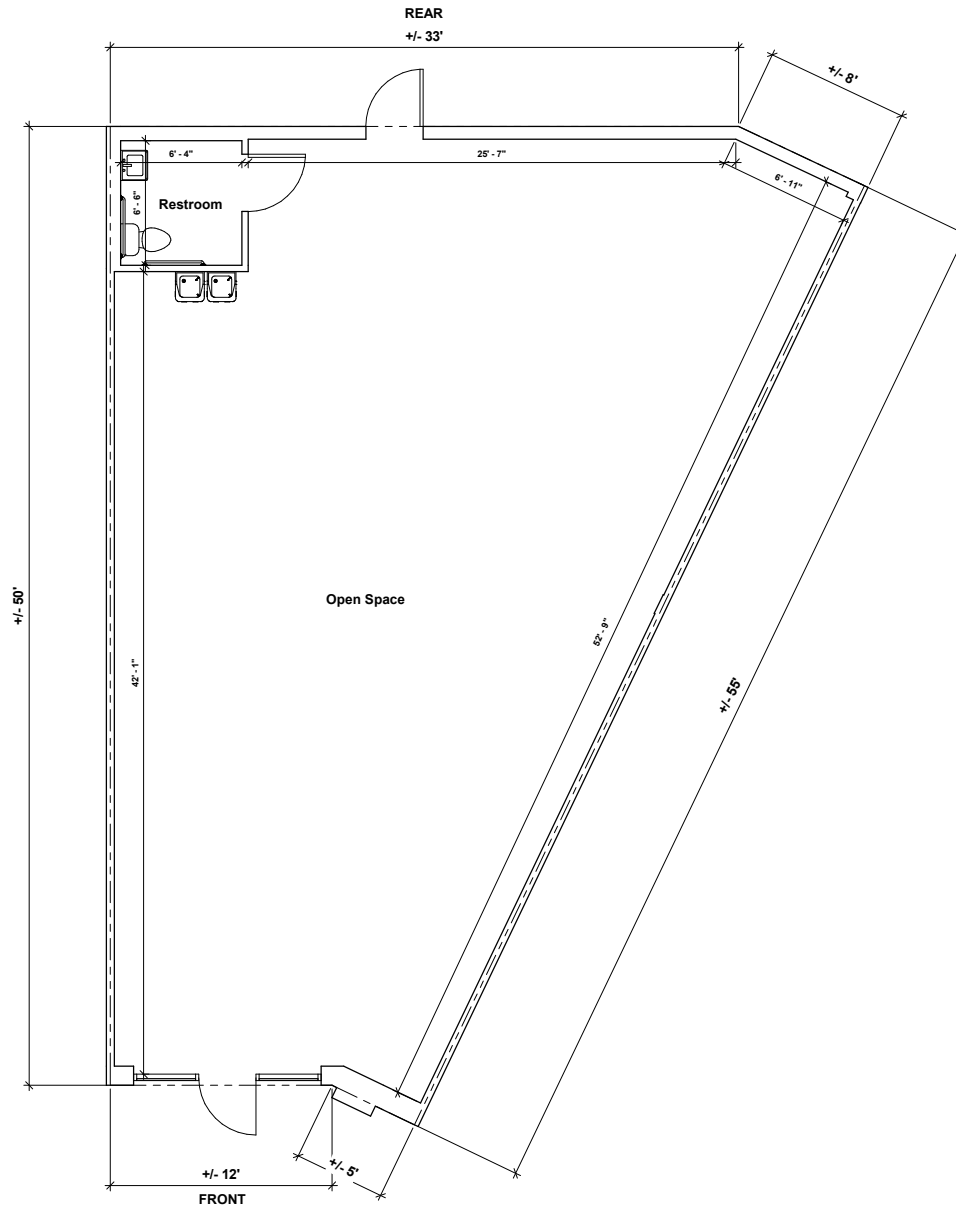 REAR
+/- 33'
+/- 8'
6' - 4"
25' - 7"
6' - 11"
6' - 6"
Restroom
Open Space
+/- 50'
42' - 1"
52' - 9"
+/- 55'
+/- 5'
+/- 12'
FRONT